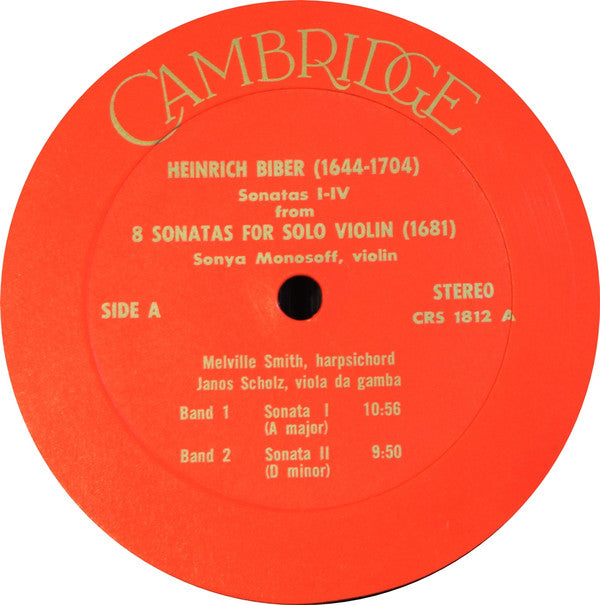 CAMBRIDGE
HEINRICH BIBER (1644-1704)
Sonatas I-IV
from
8 SONATAS FOR SOLO VIOLIN (1681)
Sonya Monosoff, violin
SIDE A
STEREO
CRS 1812 A
Melville Smith, harpsichord
Janos Scholz, viola da gamba
Band 1 Sonata I 10:56
(A major)
Band 2 Sonata II 9:50
(D minor)